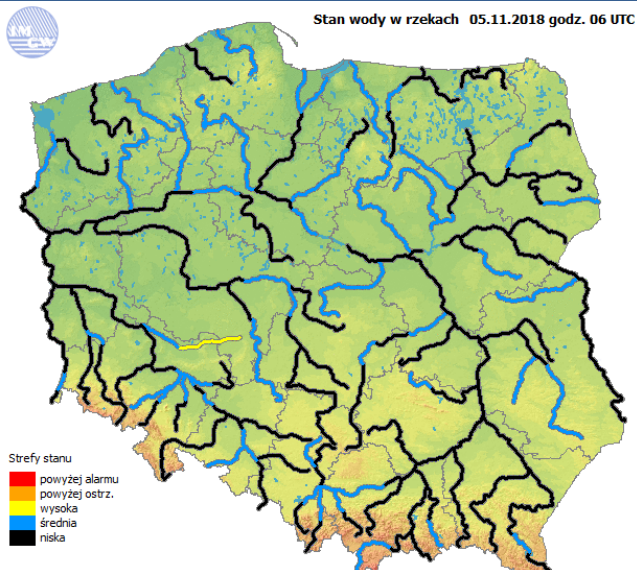 Stan wody w rzekach 05.11.2018 godz. 06 UTC
Strefy stanu
powyżej alarmu
powyżej ostrz.
wysoka
średnia
niska